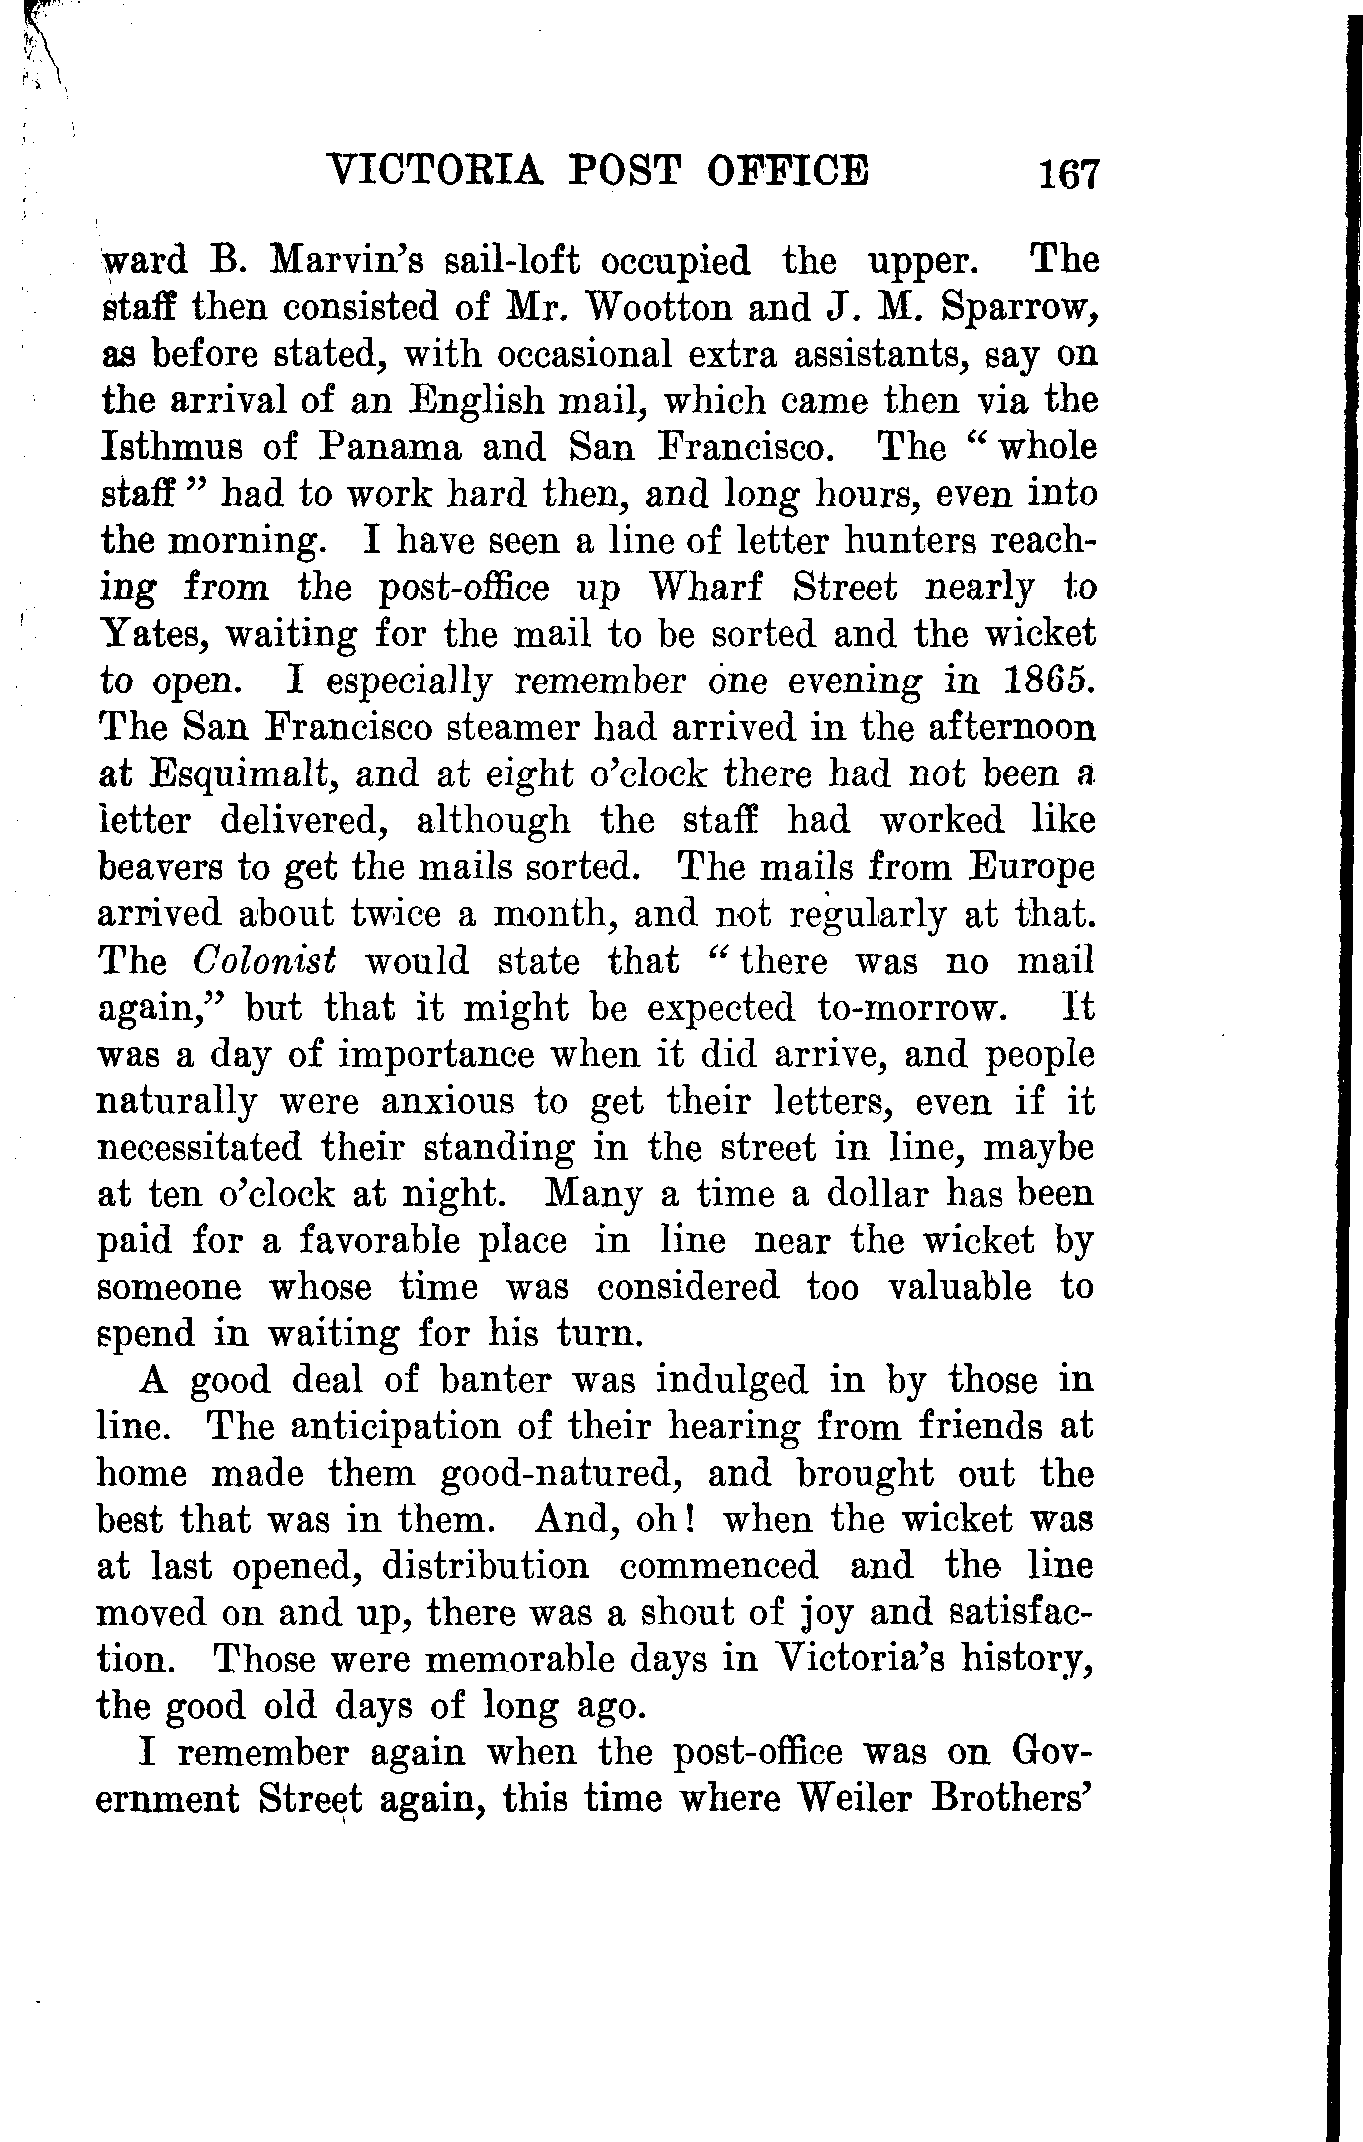 VICTORIA POST OFFICE 167
ward B. Marvin's sail-loft occupied the upper. The
staff then consisted of Mr. Wootton and J. M. Sparrow,
as before stated, with occasional extra assistants, say on
the arrival of an English mail, which came then via the
Isthmus of Panama and San Francisco. The "whole
staff" had to work hard then, and long hours, even into
the morning. I have seen a line of letter hunters reach-
ing from the post-office up Wharf Street nearly to
Yates, waiting for the mail to be sorted and the wicket
to open. I especially remember one evening in 1865.
The San Francisco steamer had arrived in the afternoon
at Esquimalt, and at eight o'clock there had not been a
letter delivered, although the staff had worked like
beavers to get the mails sorted. The mails from Europe
arrived about twice a month, and not regularly at that.
The Colonist would state that "there was no mail
again," but that it might be expected to-morrow. It
was a day of importance when it did arrive, and people
naturally were anxious to get their letters, even if it
necessitated their standing in the street in line, maybe
at ten o'clock at night. Many a time a dollar has been
paid for a favorable place in line near the wicket by
someone whose time was considered too valuable to
spend in waiting for his turn.
A good deal of banter was indulged in by those in
line. The anticipation of their hearing from friends at
home made them good-natured, and brought out the
best that was in them. And, oh! when the wicket was
at last opened, distribution commenced and the line
moved on and up, there was a shout of joy and satisfac-
tion. Those were memorable days in Victoria's history,
the good old days of long ago.
I remember again when the post-office was on Gov-
ernment Street again, this time where Weiler Brothers'